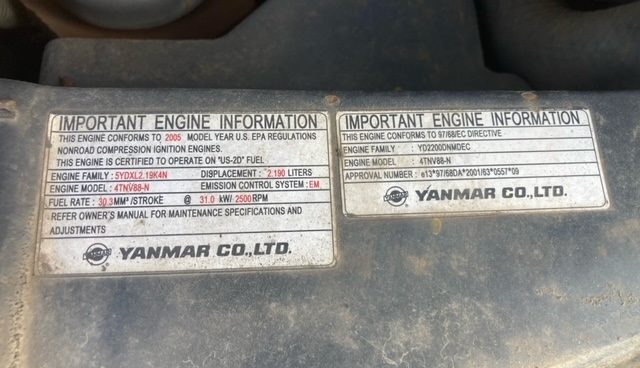 IMPORTANT ENGINE INFORMATION
THIS ENGINE CONFORMS TO 2005 MODEL YEAR U.S. EPA REGULATIONS
NONROAD COMPRESSION IGNITION ENGINES.
THIS ENGINE IS CERTIFIED TO OPERATE ON "US-2D" FUEL
ENGINE FAMILY : 5YDXL2.19K4N DISPLACEMENT : 2.190 LITERS
ENGINE MODEL : 4TNV88-N EMISSION CONTROL SYSTEM : EM
FUEL RATE : 30.3MM³/STROKE @ 31.0 kW/ 2500RPM
REFER OWNER'S MANUAL FOR MAINTENANCE SPECIFICATIONS AND
ADJUSTMENTS
YANMAR CO.,LTD.
IMPORTANT ENGINE INFORMATION
THIS ENGINE CONFORMS TO 97/68/EC DIRECTIVE
ENGINE FAMILY : YD2200DNMDEC
ENGINE MODEL : 4TNV88-N
APPROVAL NUMBER : e13*97/68DA*2001/63*0557*09
YANMAR CO.,LTD.